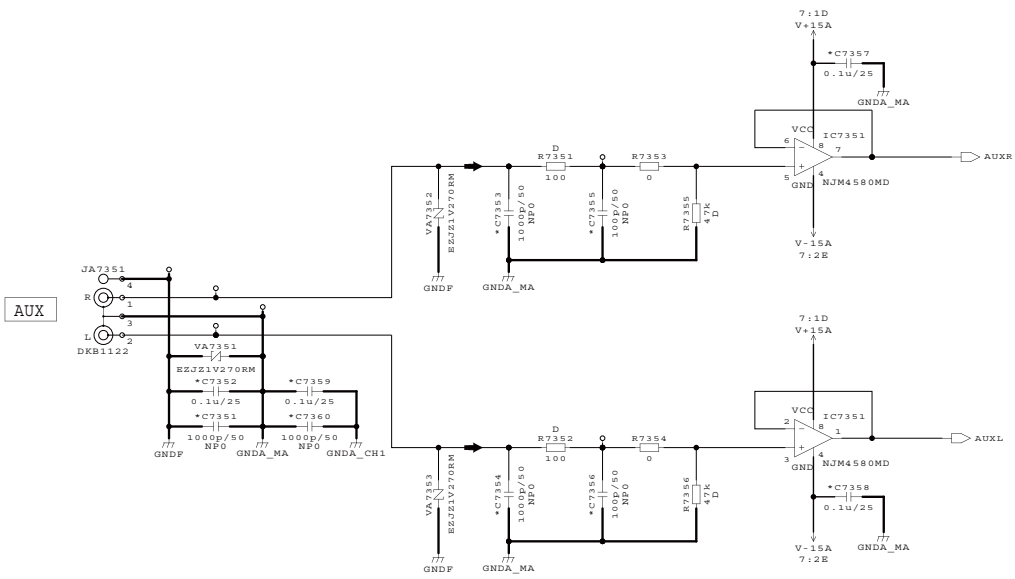 7:1D
V+15A
*C7357
0.1u/25
GNDA_MA
VCC
IC7351
6
8
7
AUXR
5
4
GND
NJM4580MD
V-15A
7:2E
D
R7351
100
R7353
0
VA7352
EZJZ1V270RM
*C7353
1000p/50
NP0
*C7355
1000p/50
NP0
R7355
47k
D
GNDF
GNDA_MA
AUX
JA7351
4
R
1
3
L
2
DKB1122
VA7351
EZJZ1V270RM
*C7352
0.1u/25
*C7359
0.1u/25
*C7351
1000p/50
NP0
*C7360
1000p/50
NP0
GNDF
GNDA_MA
GNDA_CH1
7:1D
V+15A
VCC
IC7351
2
8
1
AUXL
3
4
GND
NJM4580MD
*C7358
0.1u/25
GNDA_MA
V-15A
7:2E
D
R7352
100
R7354
0
VA7353
EZJZ1V270RM
*C7354
1000p/50
NP0
*C7356
1000p/50
NP0
R7356
47k
D
GNDF
GNDA_MA